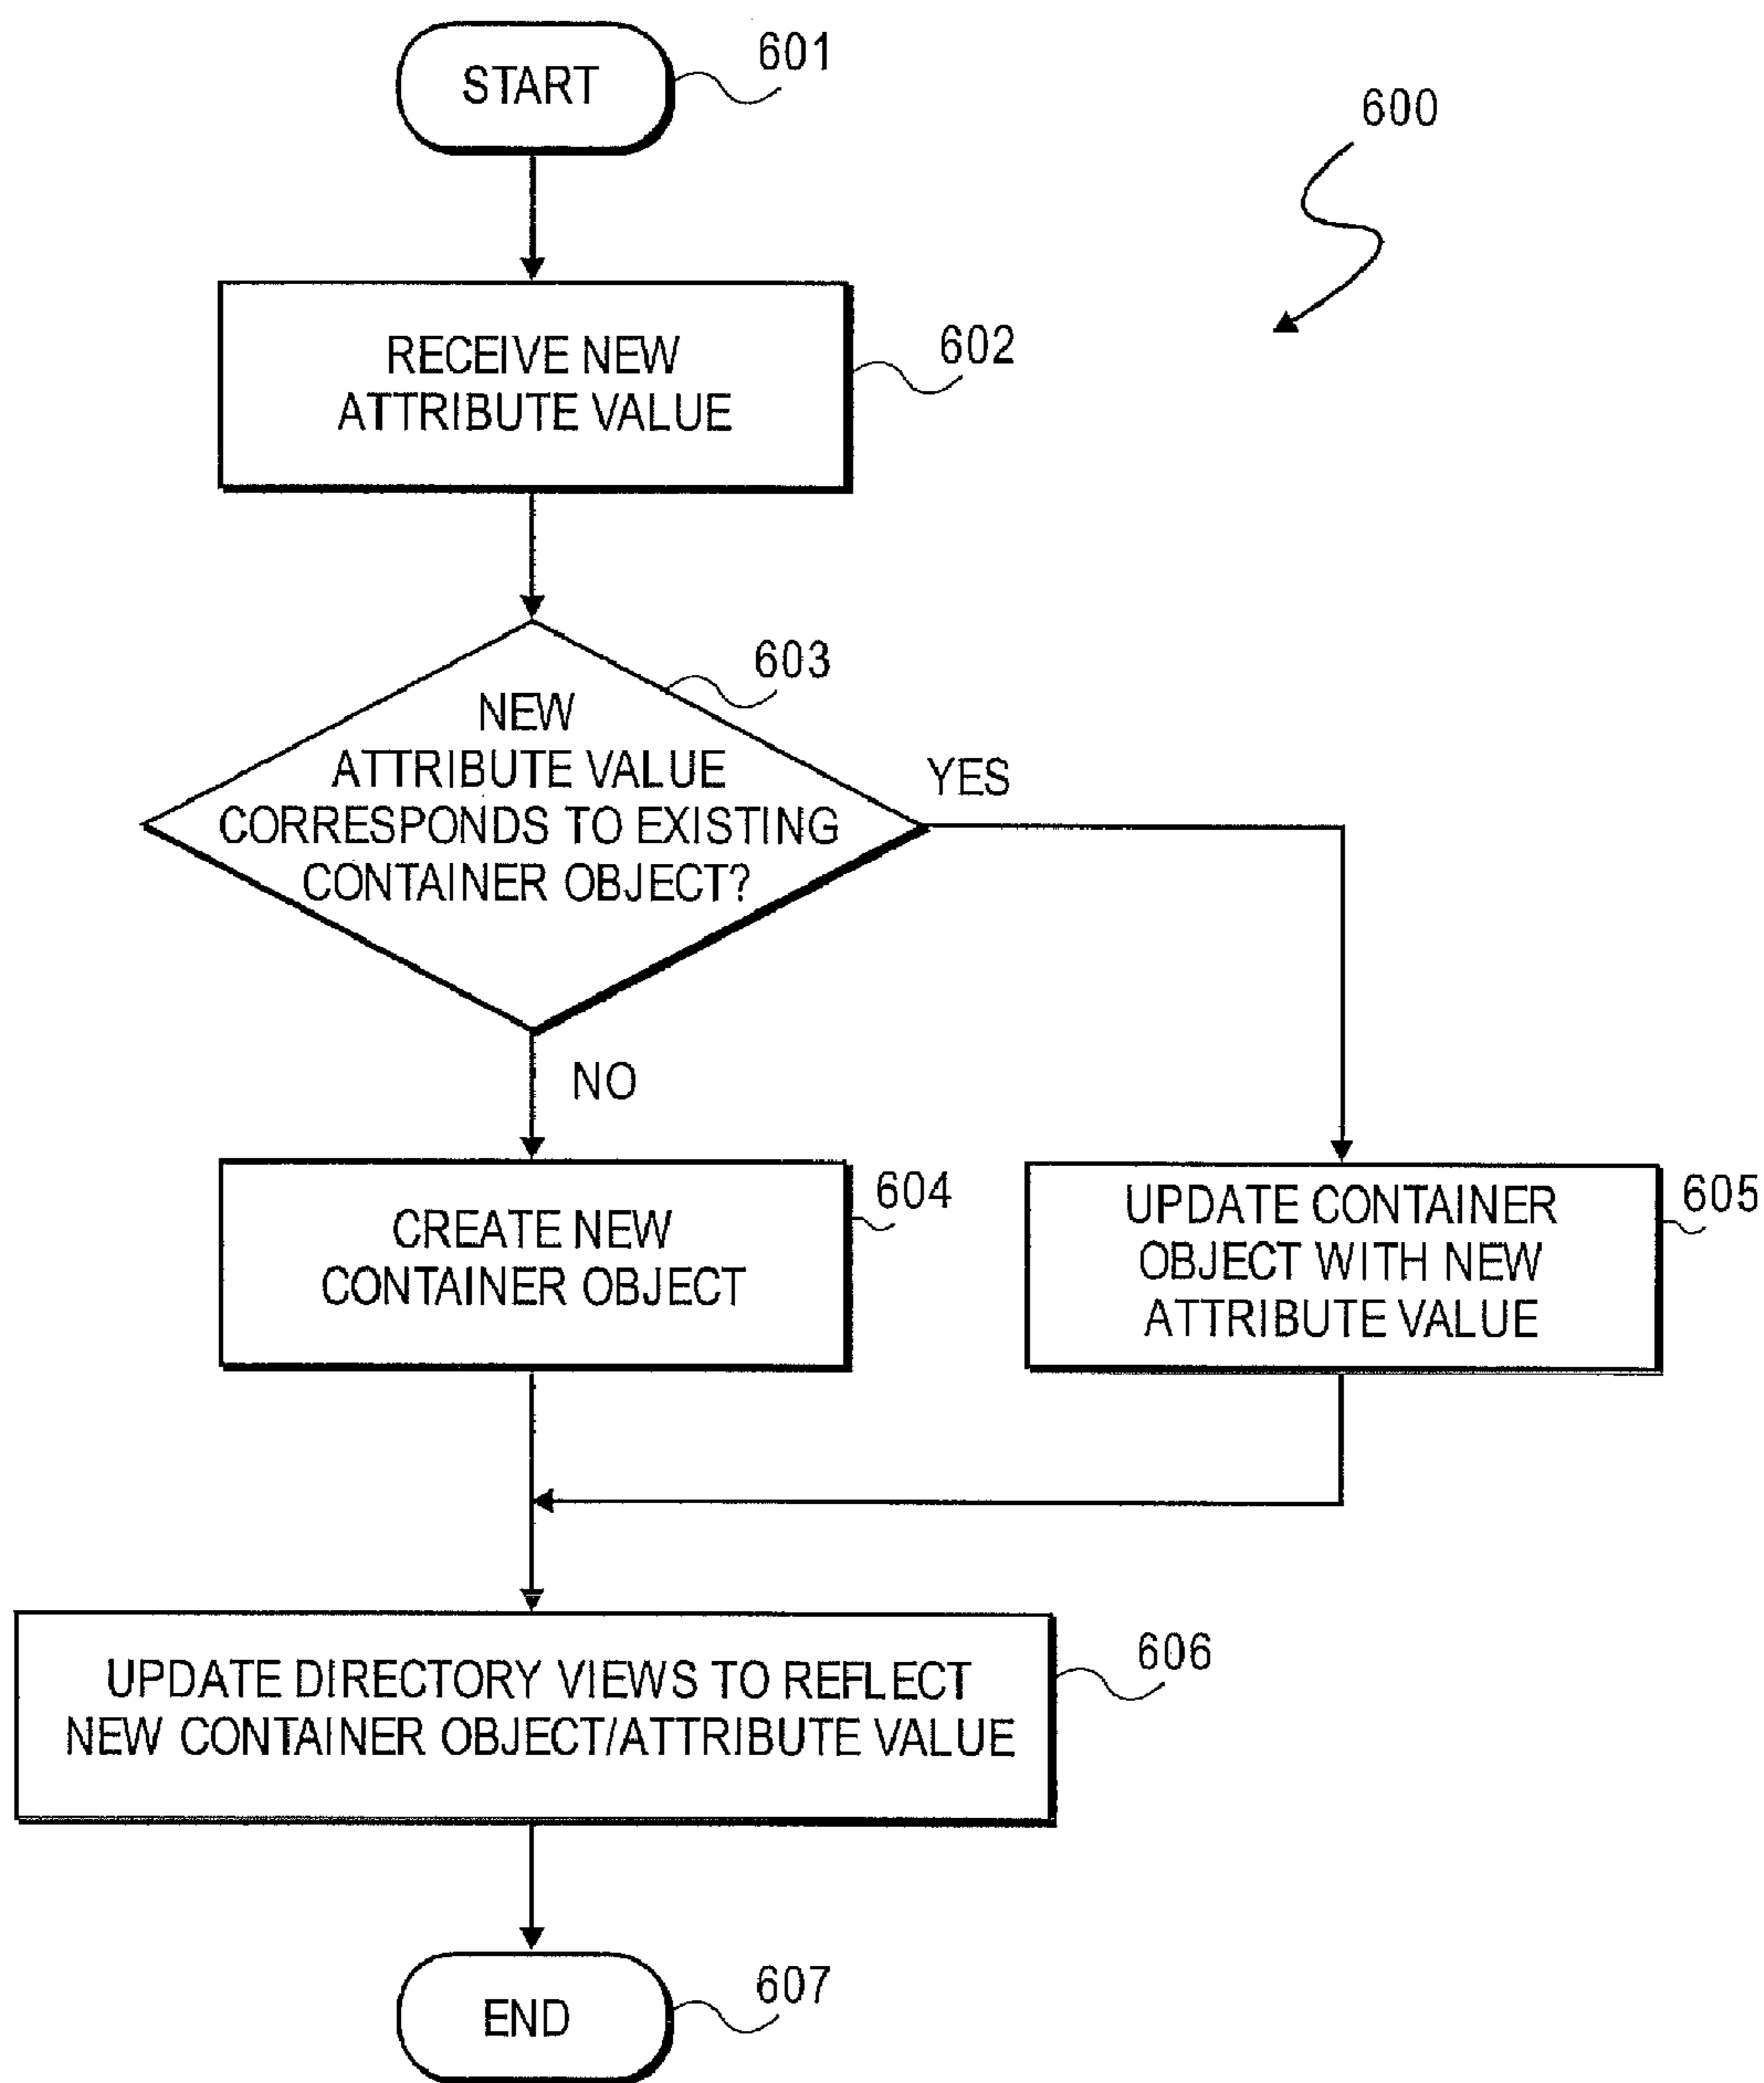 START
601
600
RECEIVE NEW
ATTRIBUTE VALUE
602
603
NEW
ATTRIBUTE VALUE
CORRESPONDS TO EXISTING
CONTAINER OBJECT?
YES
NO
CREATE NEW
CONTAINER OBJECT
604
UPDATE CONTAINER
OBJECT WITH NEW
ATTRIBUTE VALUE
605
UPDATE DIRECTORY VIEWS TO REFLECT
NEW CONTAINER OBJECT/ATTRIBUTE VALUE
606
END
607